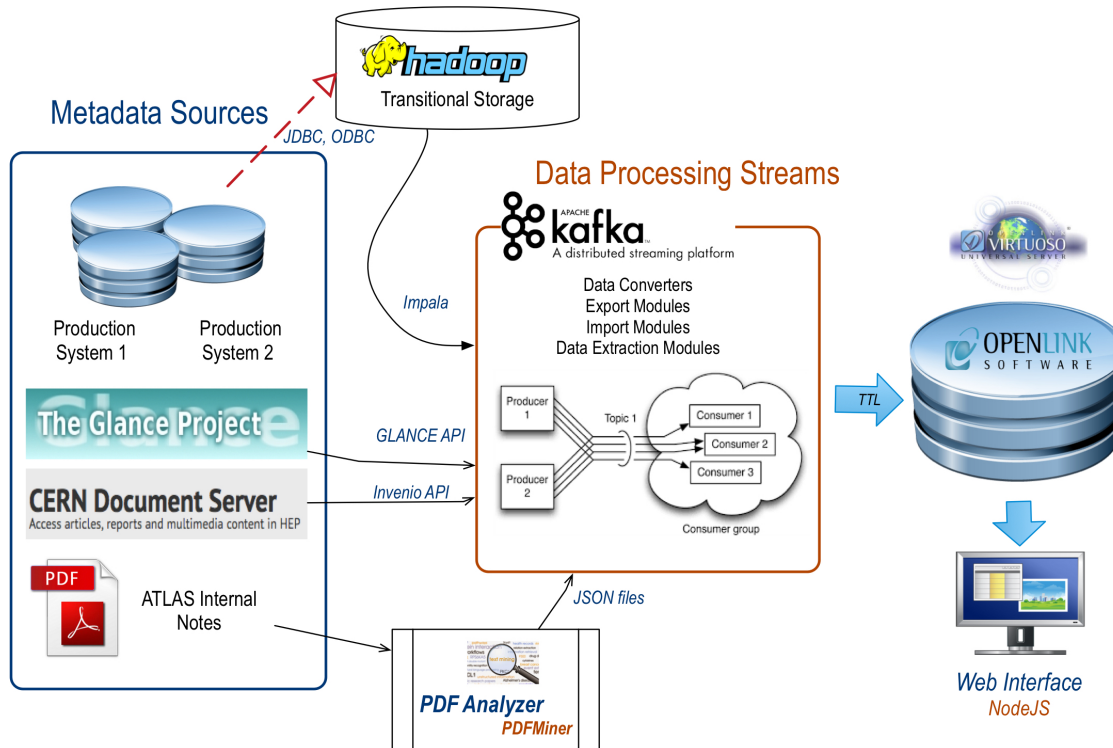 hadoop
Transitional Storage
Metadata Sources
JDBC, ODBC
Production
System 1
Production
System 2
The Glance Project
CERN Document Server
Access articles, reports and multimedia content in HEP
PDF
ATLAS Internal
Notes
Impala
GLANCE API
Invenio API
Data Processing Streams
APACHE
kafka
A distributed streaming platform
Data Converters
Export Modules
Import Modules
Data Extraction Modules
Producer
1
Producer
2
Topic 1
Consumer 1
Consumer 2
Consumer 3
Consumer group
JSON files
text mining
PDF Analyzer
PDFMiner
TTL
VIRTUOSO
UNIVERSAL SERVER
OPENLINK
SOFTWARE
Web Interface
NodeJS